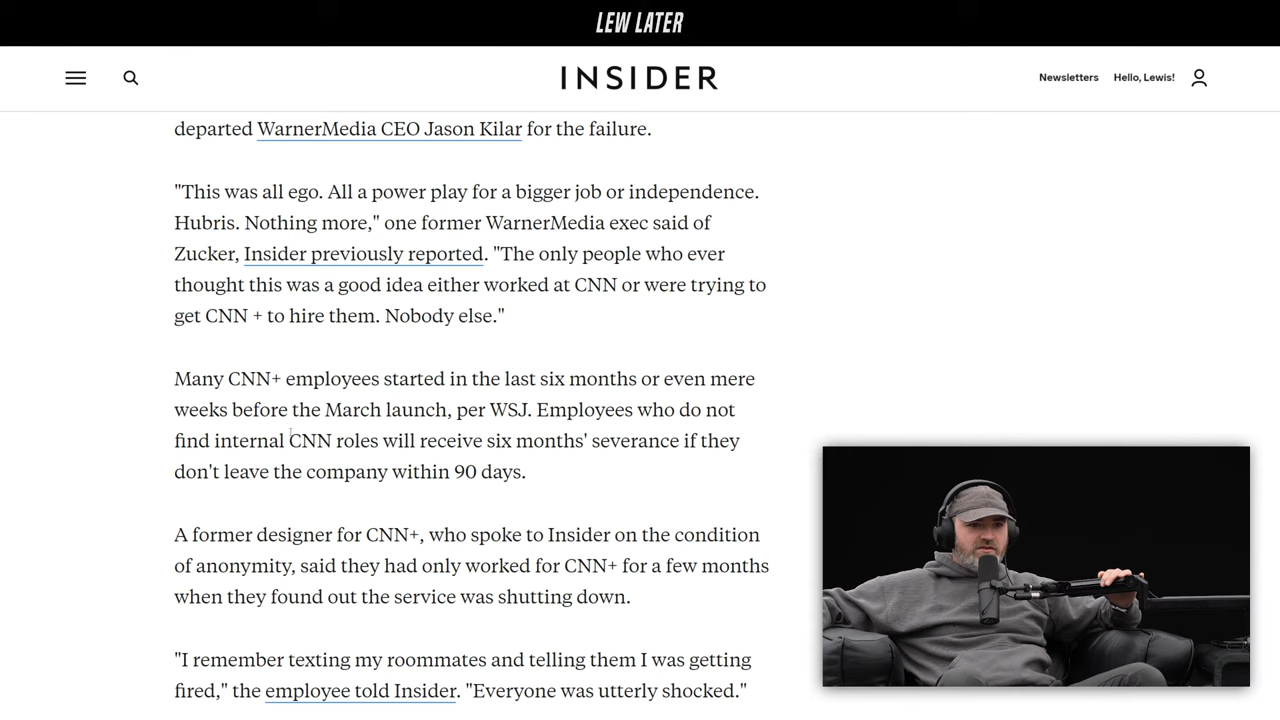 LEW LATER
INSIDER
Newsletters
Hello, Lewis!
departed WarnerMedia CEO Jason Kilar for the failure.
"This was all ego. All a power play for a bigger job or independence.
Hubris. Nothing more," one former WarnerMedia exec said of
Zucker, Insider previously reported. "The only people who ever
thought this was a good idea either worked at CNN or were trying to
get CNN + to hire them. Nobody else."
Many CNN+ employees started in the last six months or even mere
weeks before the March launch, per WSJ. Employees who do not
find internal CNN roles will receive six months' severance if they
don't leave the company within 90 days.
A former designer for CNN+, who spoke to Insider on the condition
of anonymity, said they had only worked for CNN+ for a few months
when they found out the service was shutting down.
"I remember texting my roommates and telling them I was getting
fired," the employee told Insider. "Everyone was utterly shocked."